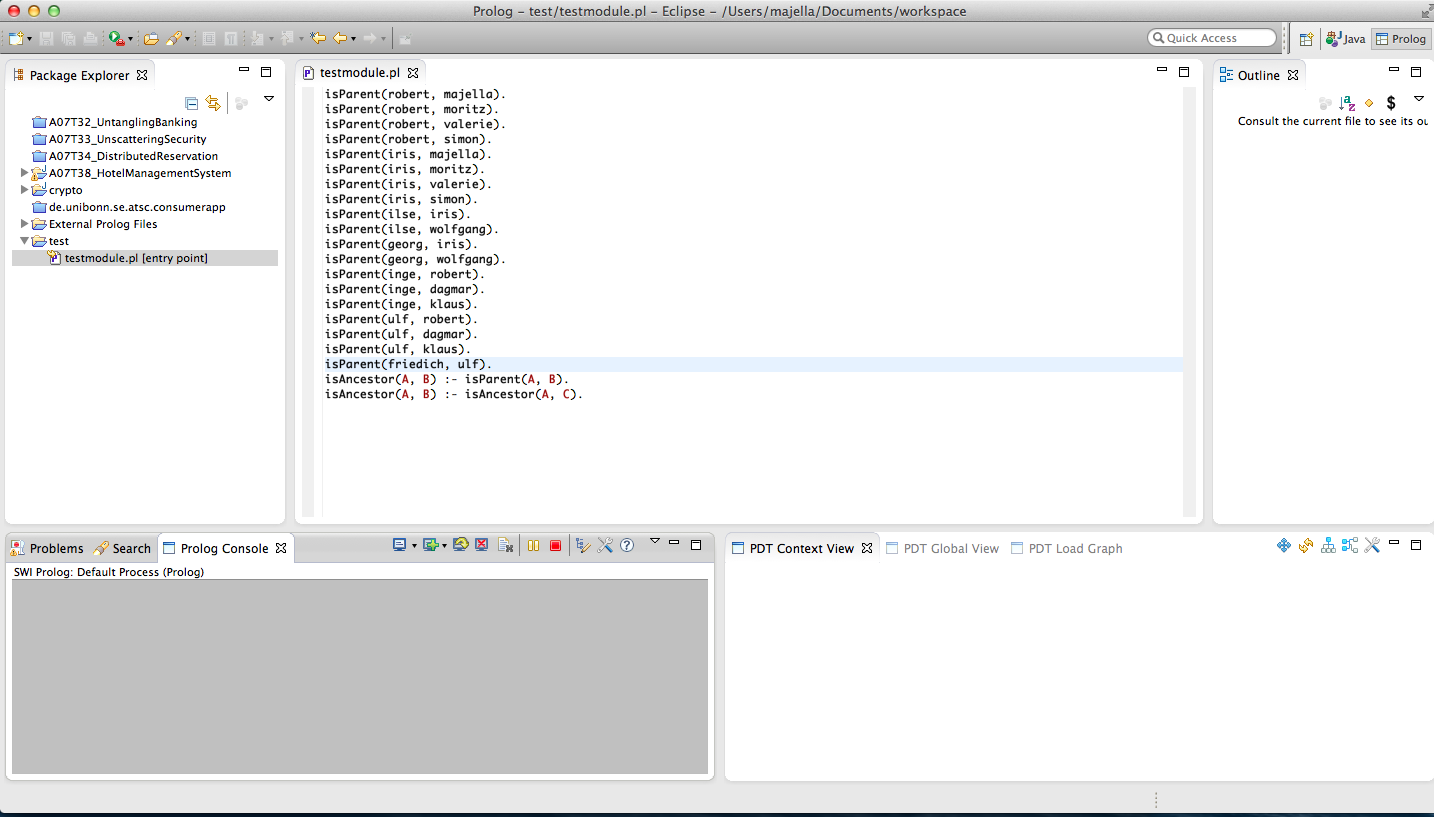 Prolog – test/testmodule.pl – Eclipse – /Users/majella/Documents/workspace
Quick Access
Java
Prolog
Package Explorer
A07T32_UntanglingBanking
A07T33_UnscatteringSecurity
A07T34_DistributedReservation
A07T38_HotelManagementSystem
crypto
de.unibonn.se.atsc.consumerapp
External Prolog Files
test
testmodule.pl [entry point]
testmodule.pl
isParent(robert, majella).
isParent(robert, moritz).
isParent(robert, valerie).
isParent(robert, simon).
isParent(iris, majella).
isParent(iris, moritz).
isParent(iris, valerie).
isParent(iris, simon).
isParent(ilse, iris).
isParent(ilse, wolfgang).
isParent(georg, iris).
isParent(georg, wolfgang).
isParent(inge, robert).
isParent(inge, dagmar).
isParent(inge, klaus).
isParent(ulf, robert).
isParent(ulf, dagmar).
isParent(ulf, klaus).
isParent(friedich, ulf).
isAncestor(A, B) :- isParent(A, B).
isAncestor(A, B) :- isAncestor(A, C).
Outline
Consult the current file to see its ou
Problems
Search
Prolog Console
SWI Prolog: Default Process (Prolog)
PDT Context View
PDT Global View
PDT Load Graph